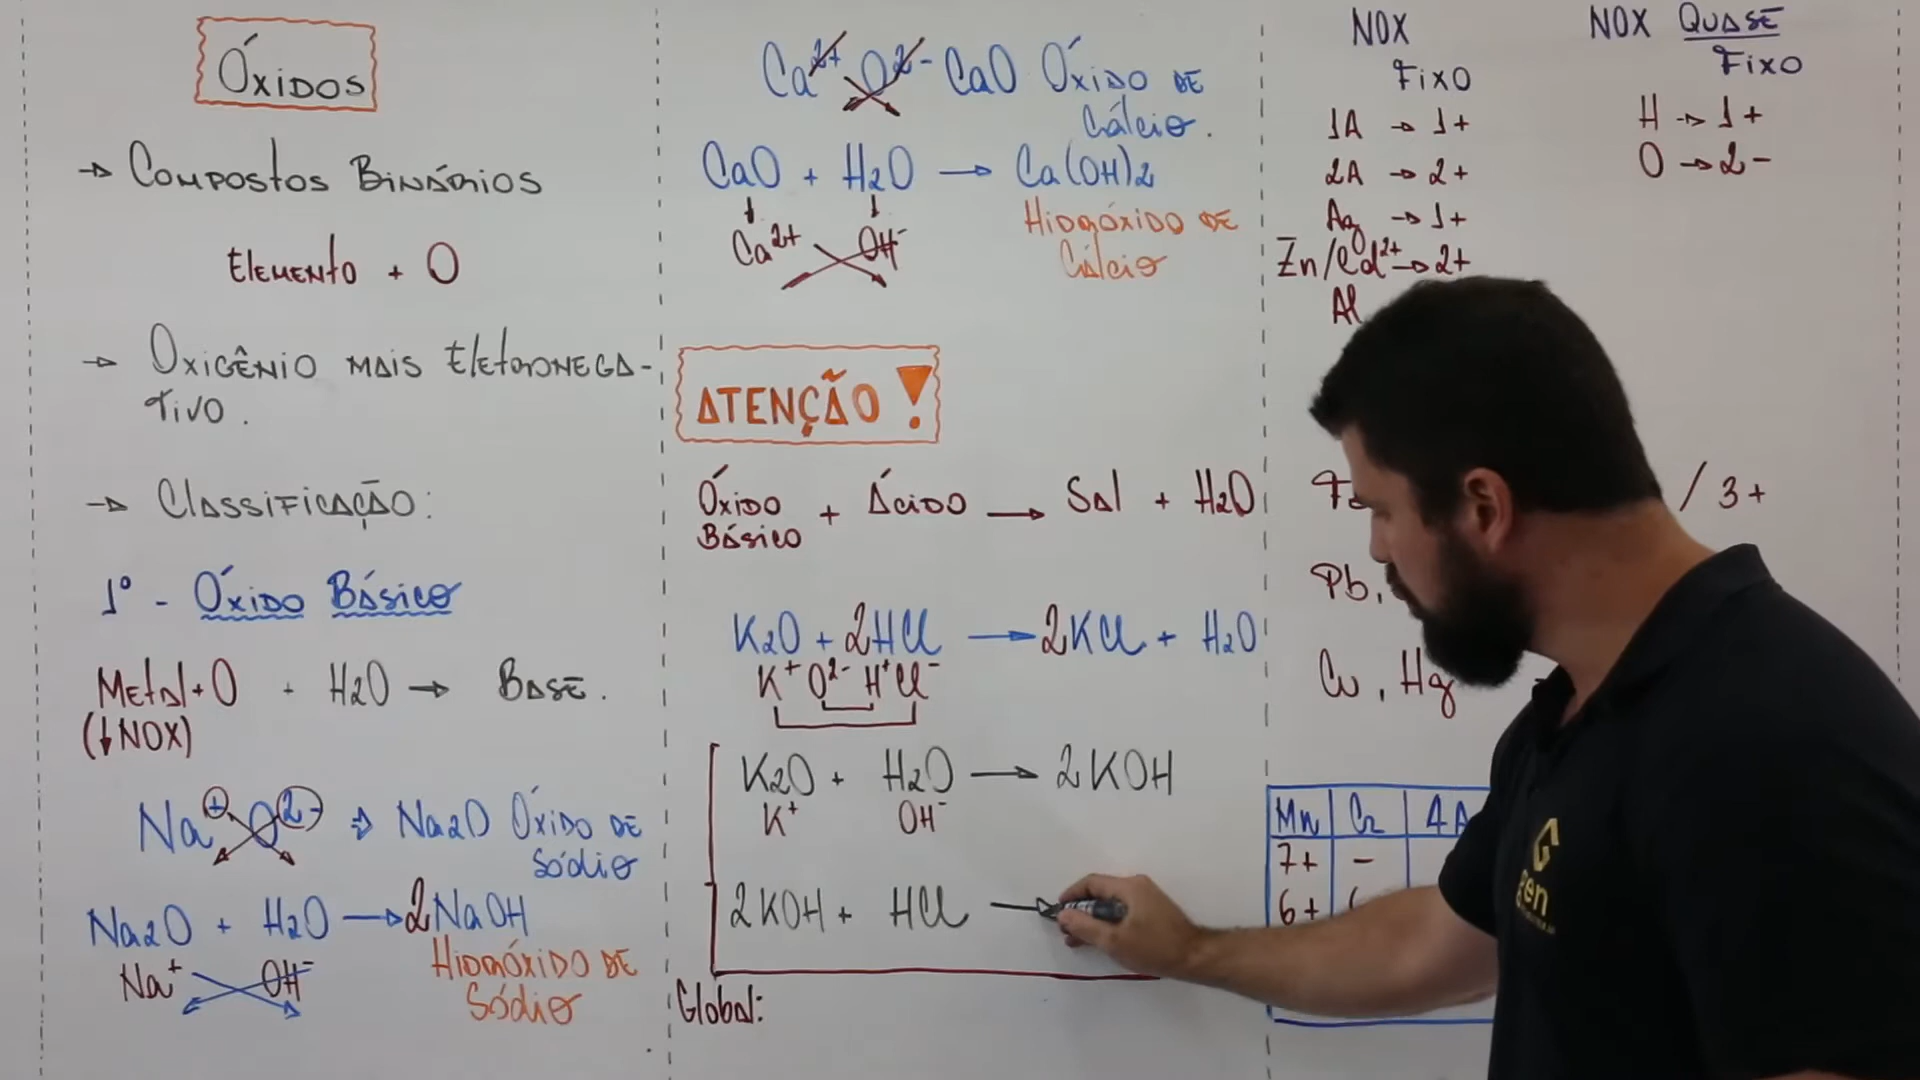 Óxidos
→ Compostos Binários
Elemento + O
→ Oxigênio mais eletronega-
tivo.
→ Classificação:
1º - Óxido Básico
Metal+O + H2O → Base.
(↓NOX)
Na+ O2- ⇒ Na2O Óxido de
Sódio
Na2O + H2O → 2NaOH
Na+ OH- Hidróxido de
Sódio
Ca2+ O2- CaO Óxido de
Cálcio.
CaO + H2O → Ca(OH)2
↓ ↓ Hidróxido de
Ca2+ OH- Cálcio
ATENÇÃO!
Óxido + Ácido → Sal + H2O
Básico
K2O + 2HCl → 2KCl + H2O
K+ O2- H+ Cl-
K2O + H2O → 2KOH
K+ OH-
2KOH + HCl →
Global:
NOX
Fixo
1A → 1+
2A → 2+
Ag → 1+
Zn/Cd2+ → 2+
Al
NOX QUASE
Fixo
H → 1+
O → 2-
/ 3+
Pb,
Cu, Hg
Mn Cr 4A
7+ -
6+